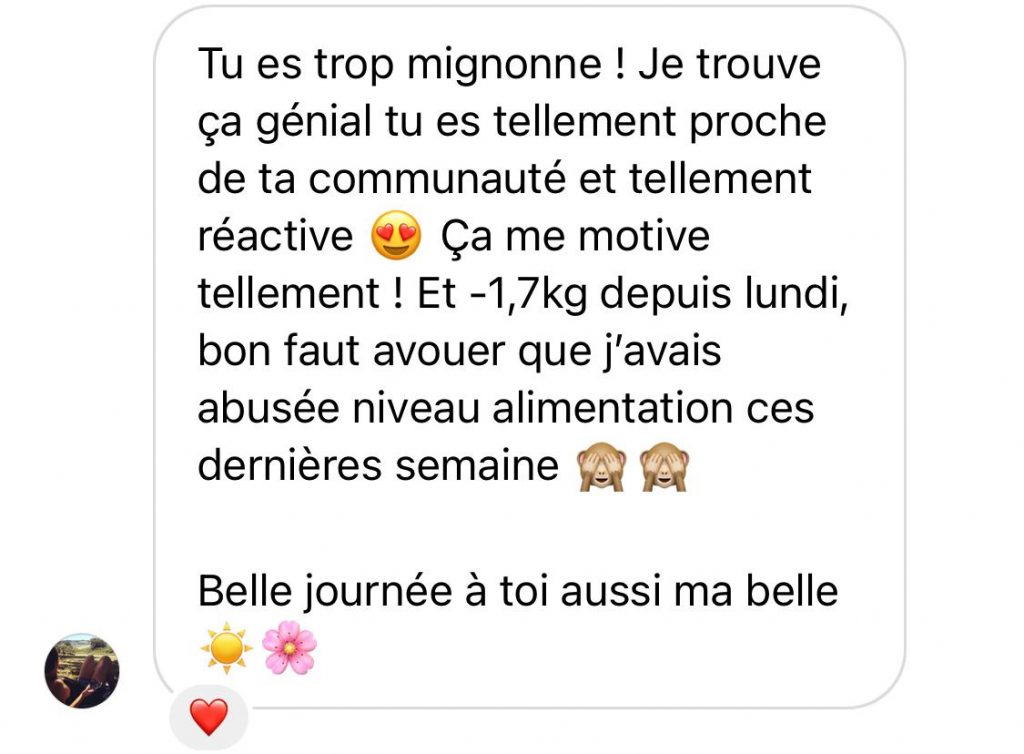 Tu es trop mignonne ! Je trouve
ça génial tu es tellement proche
de ta communauté et tellement
réactive 😍 Ça me motive
tellement ! Et -1,7kg depuis lundi,
bon faut avouer que j’avais
abusée niveau alimentation ces
dernières semaine 🙈🙈
Belle journée à toi aussi ma belle
☀️🌸
❤️